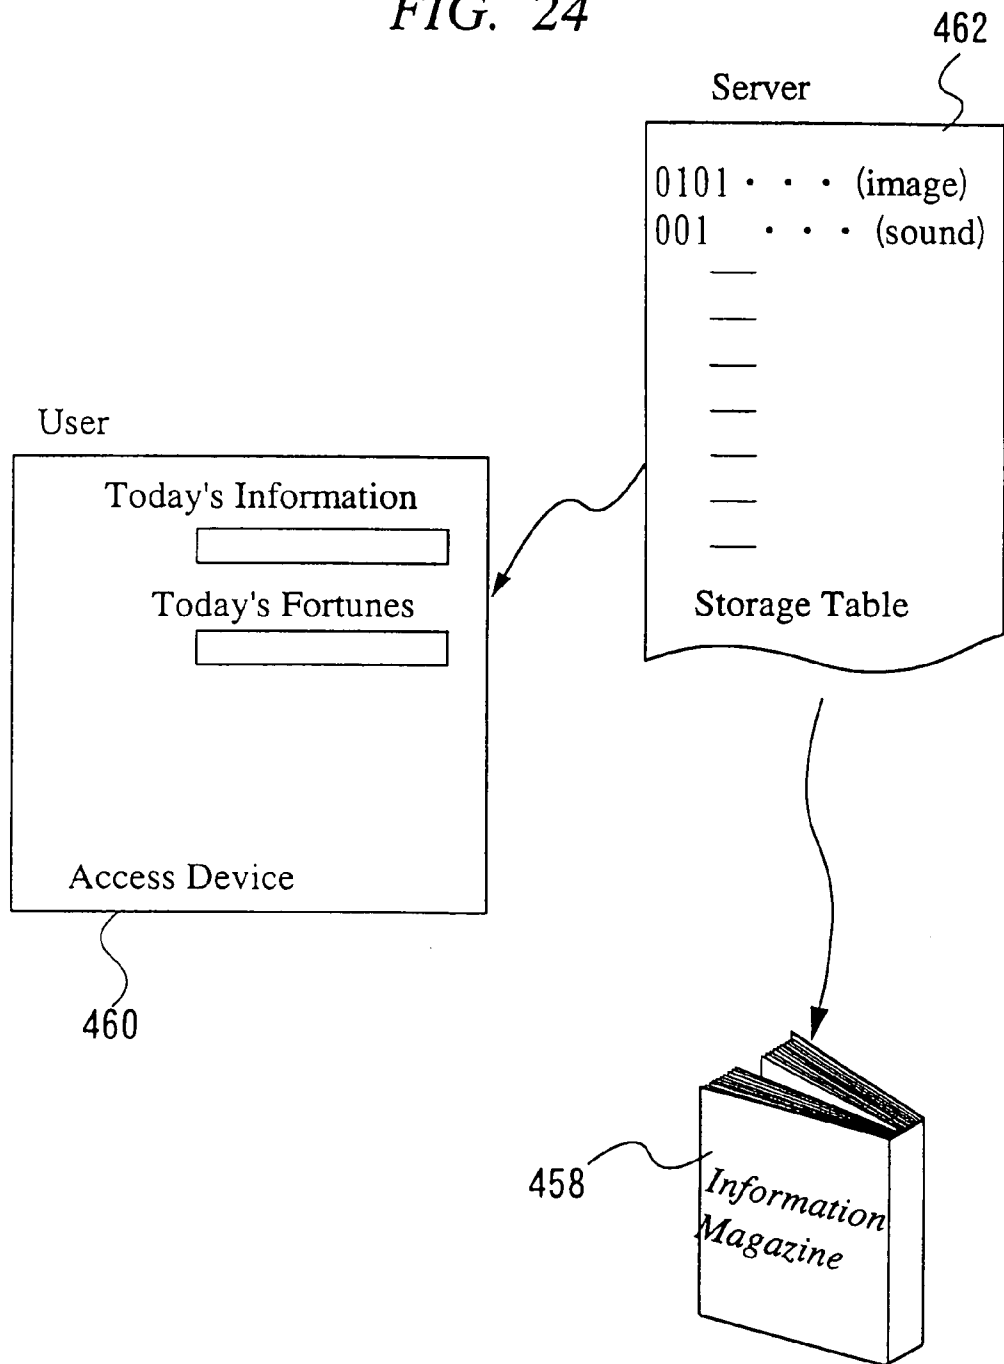 FIG. 24
462
Server
0101 · · · (image)
001 · · · (sound)
Storage Table
User
Today's Information
Today's Fortunes
Access Device
460
458
Information
Magazine